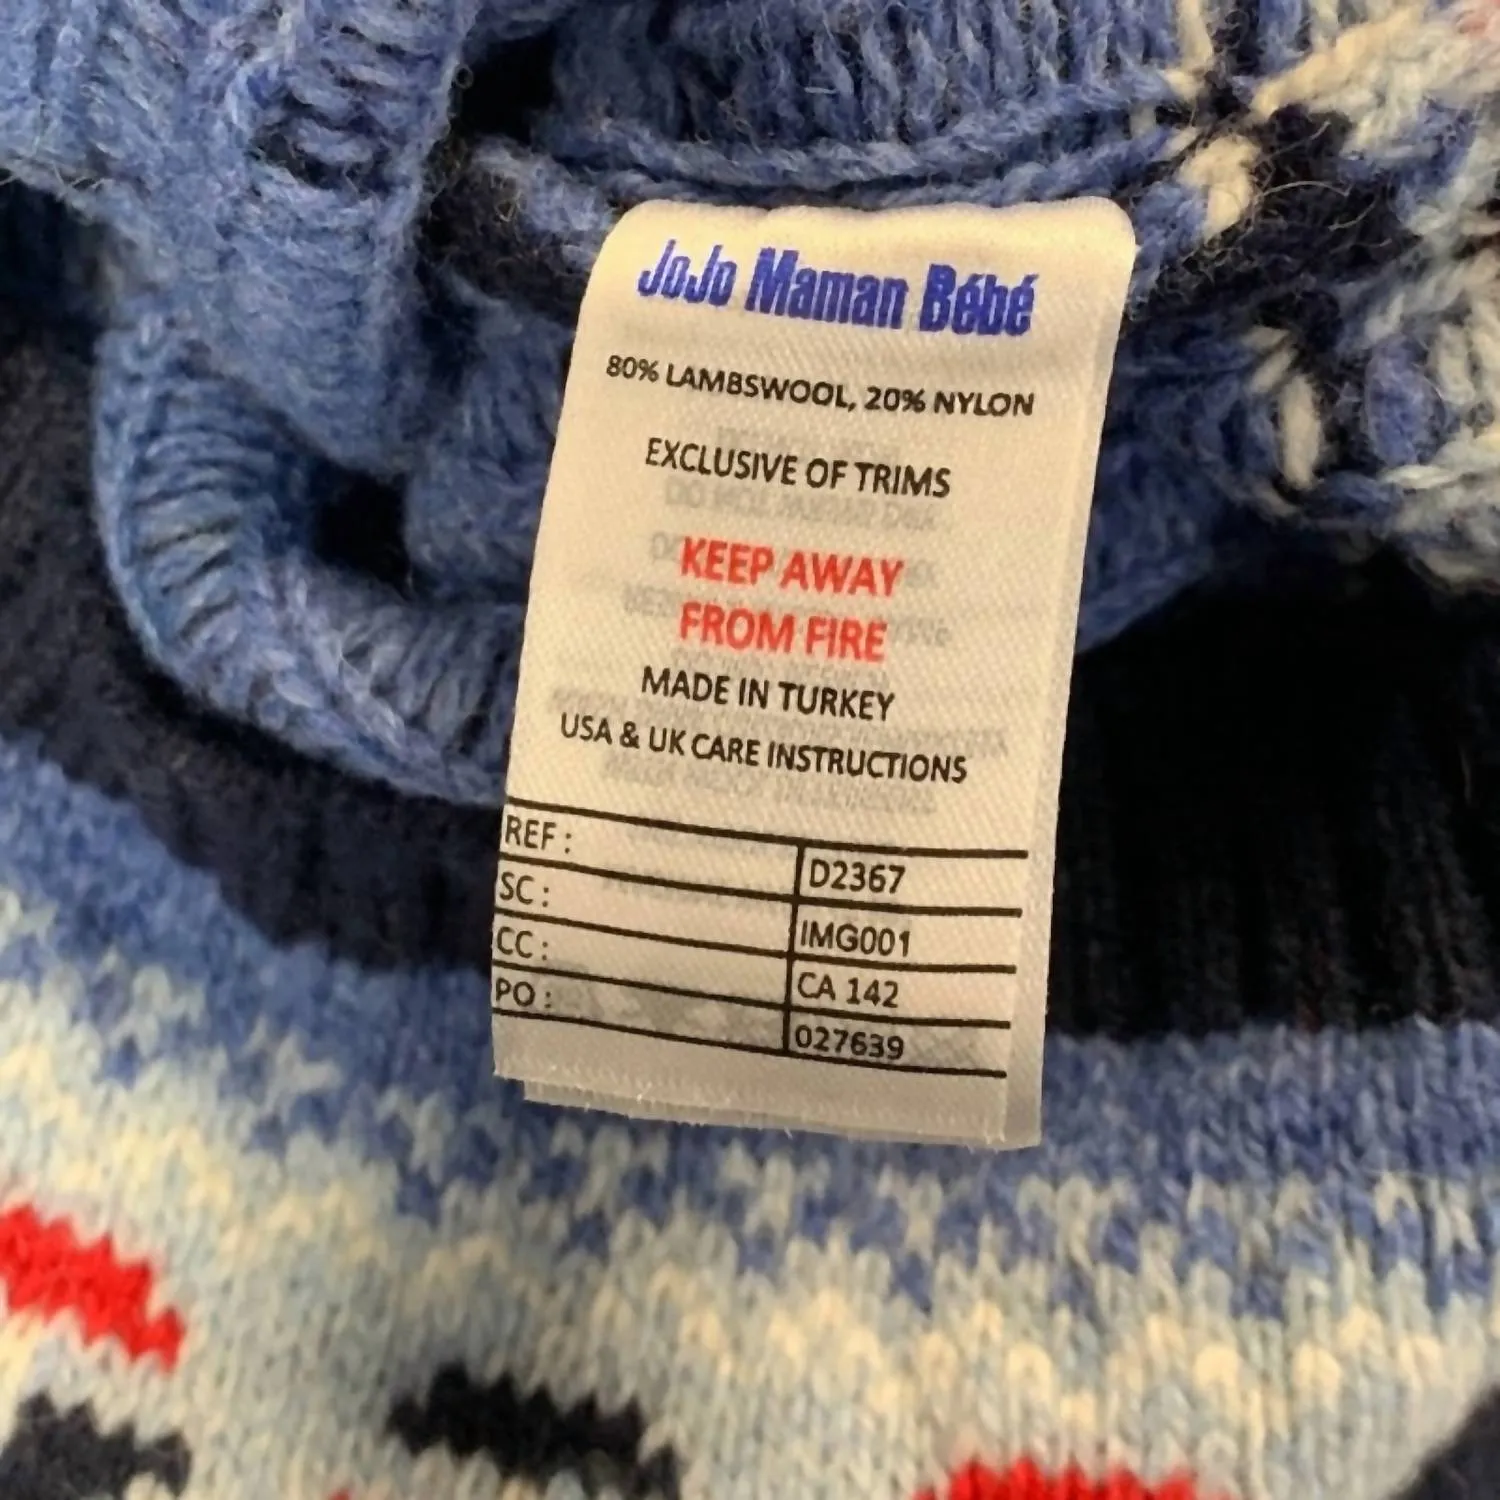 JoJo Maman Bébé
80% LAMBSWOOL, 20% NYLON
EXCLUSIVE OF TRIMS
KEEP AWAY
FROM FIRE
MADE IN TURKEY
USA & UK CARE INSTRUCTIONS
REF : D2367
SC : IMG001
CC : CA 142
PO : 027639